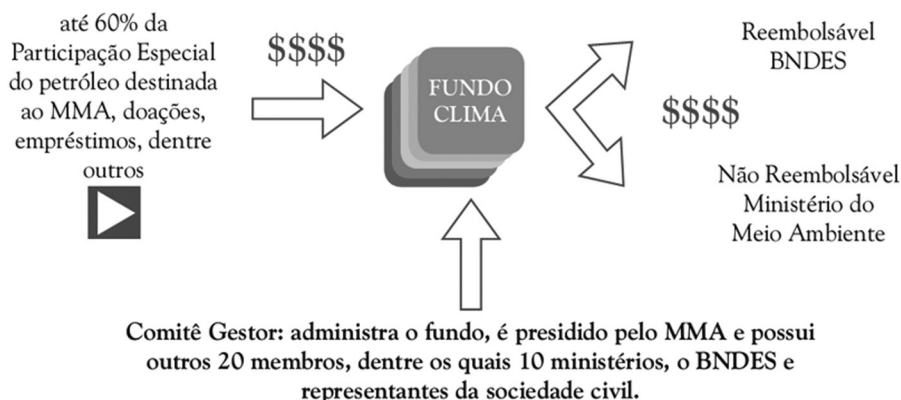 até 60% da
Participação Especial
do petróleo destinada
ao MMA, doações,
empréstimos, dentre
outros
$$$$
FUNDO
CLIMA
Reembolsável
BNDES
$$$$
Não Reembolsável
Ministério do
Meio Ambiente
Comitê Gestor: administra o fundo, é presidido pelo MMA e possui
outros 20 membros, dentre os quais 10 ministérios, o BNDES e
representantes da sociedade civil.